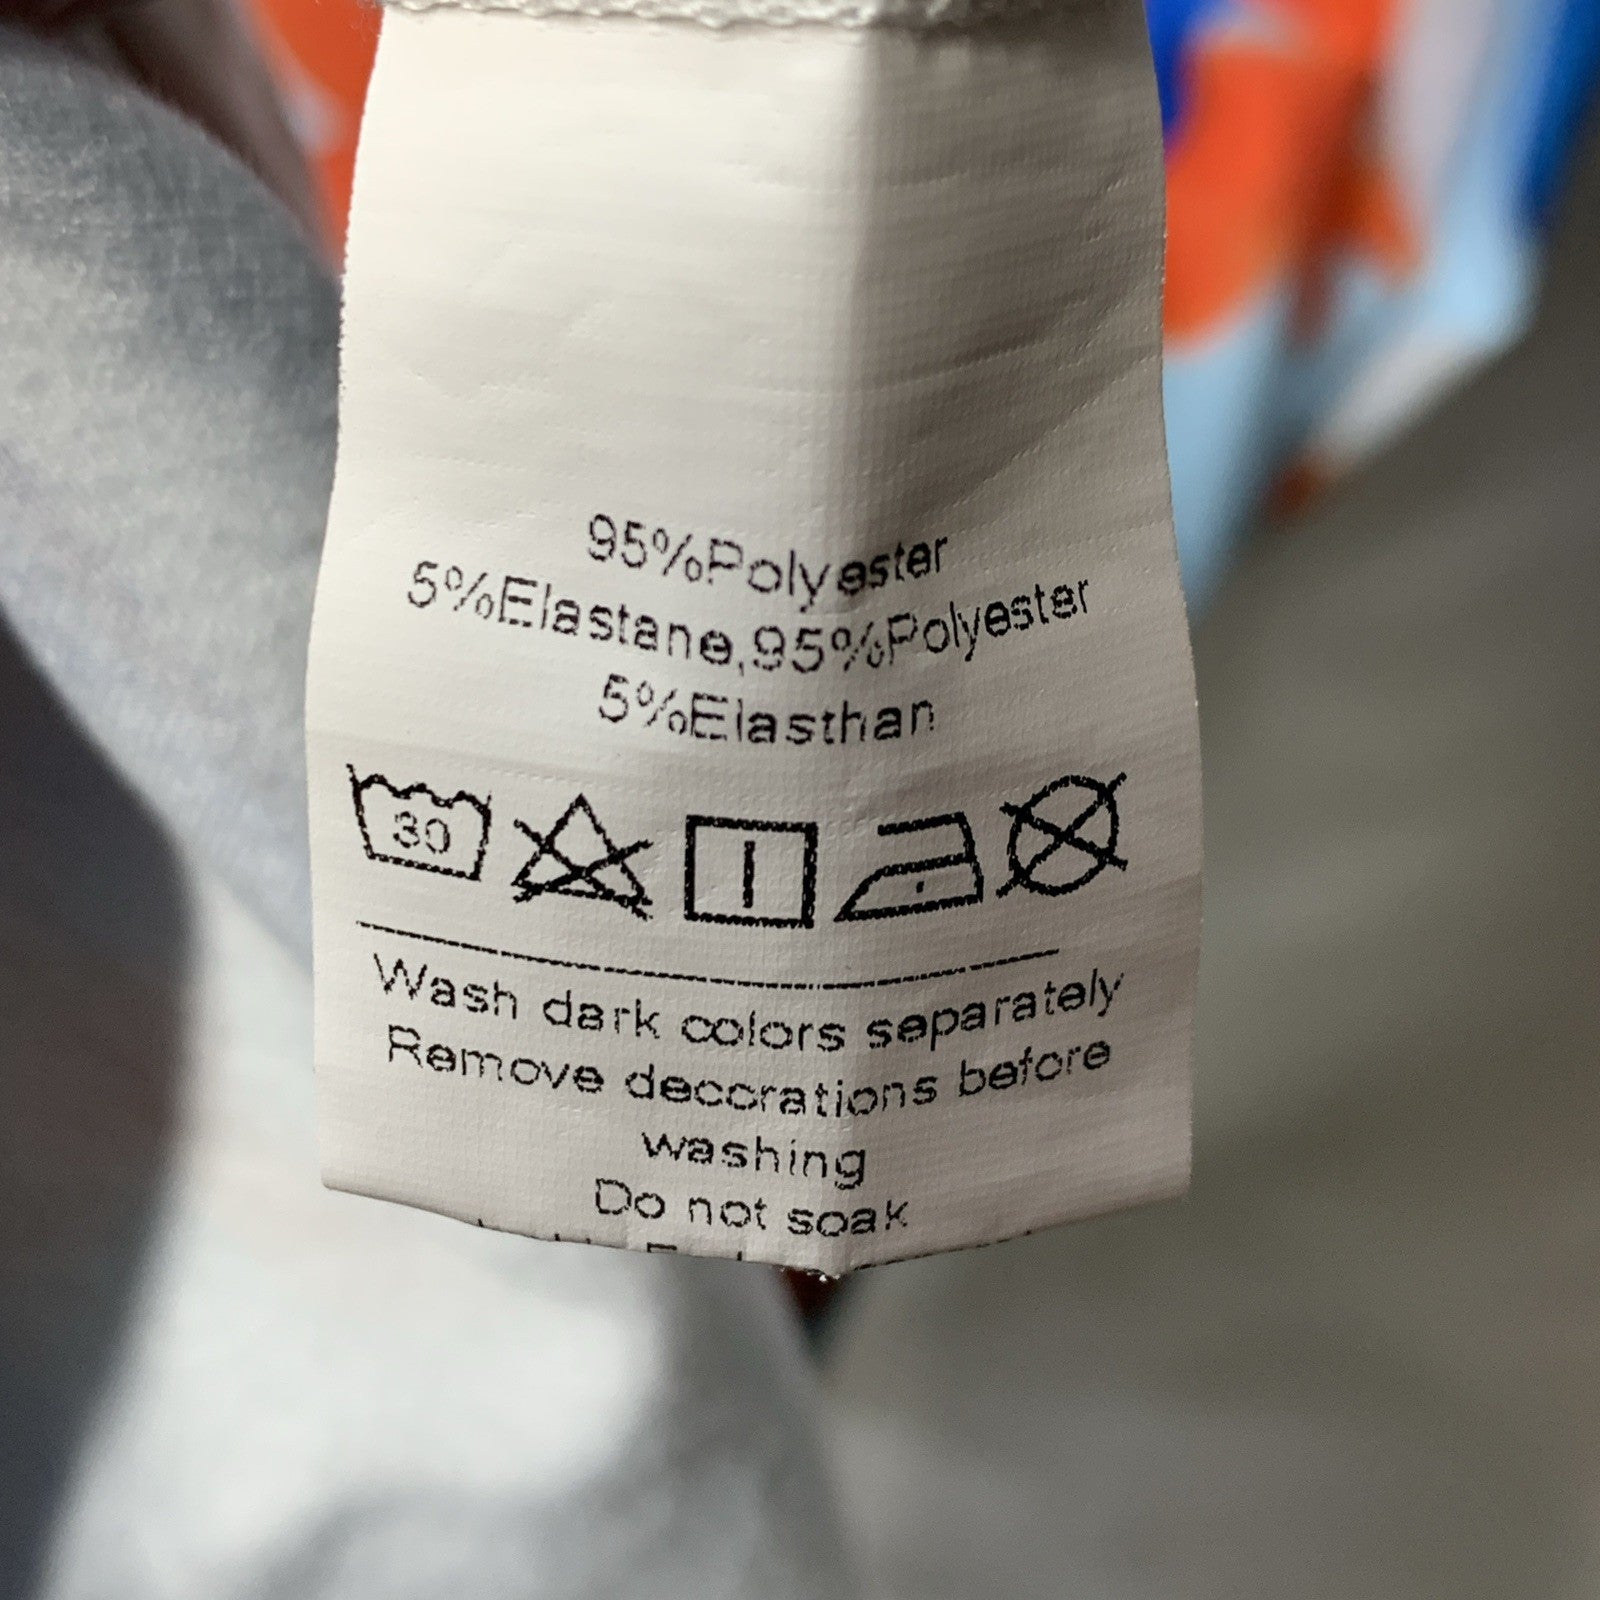 95%Polyester
5%Elastane,95%Polyester
5%Elasthan
30
Wash dark colors separately
Remove decorations before
washing
Do not soak